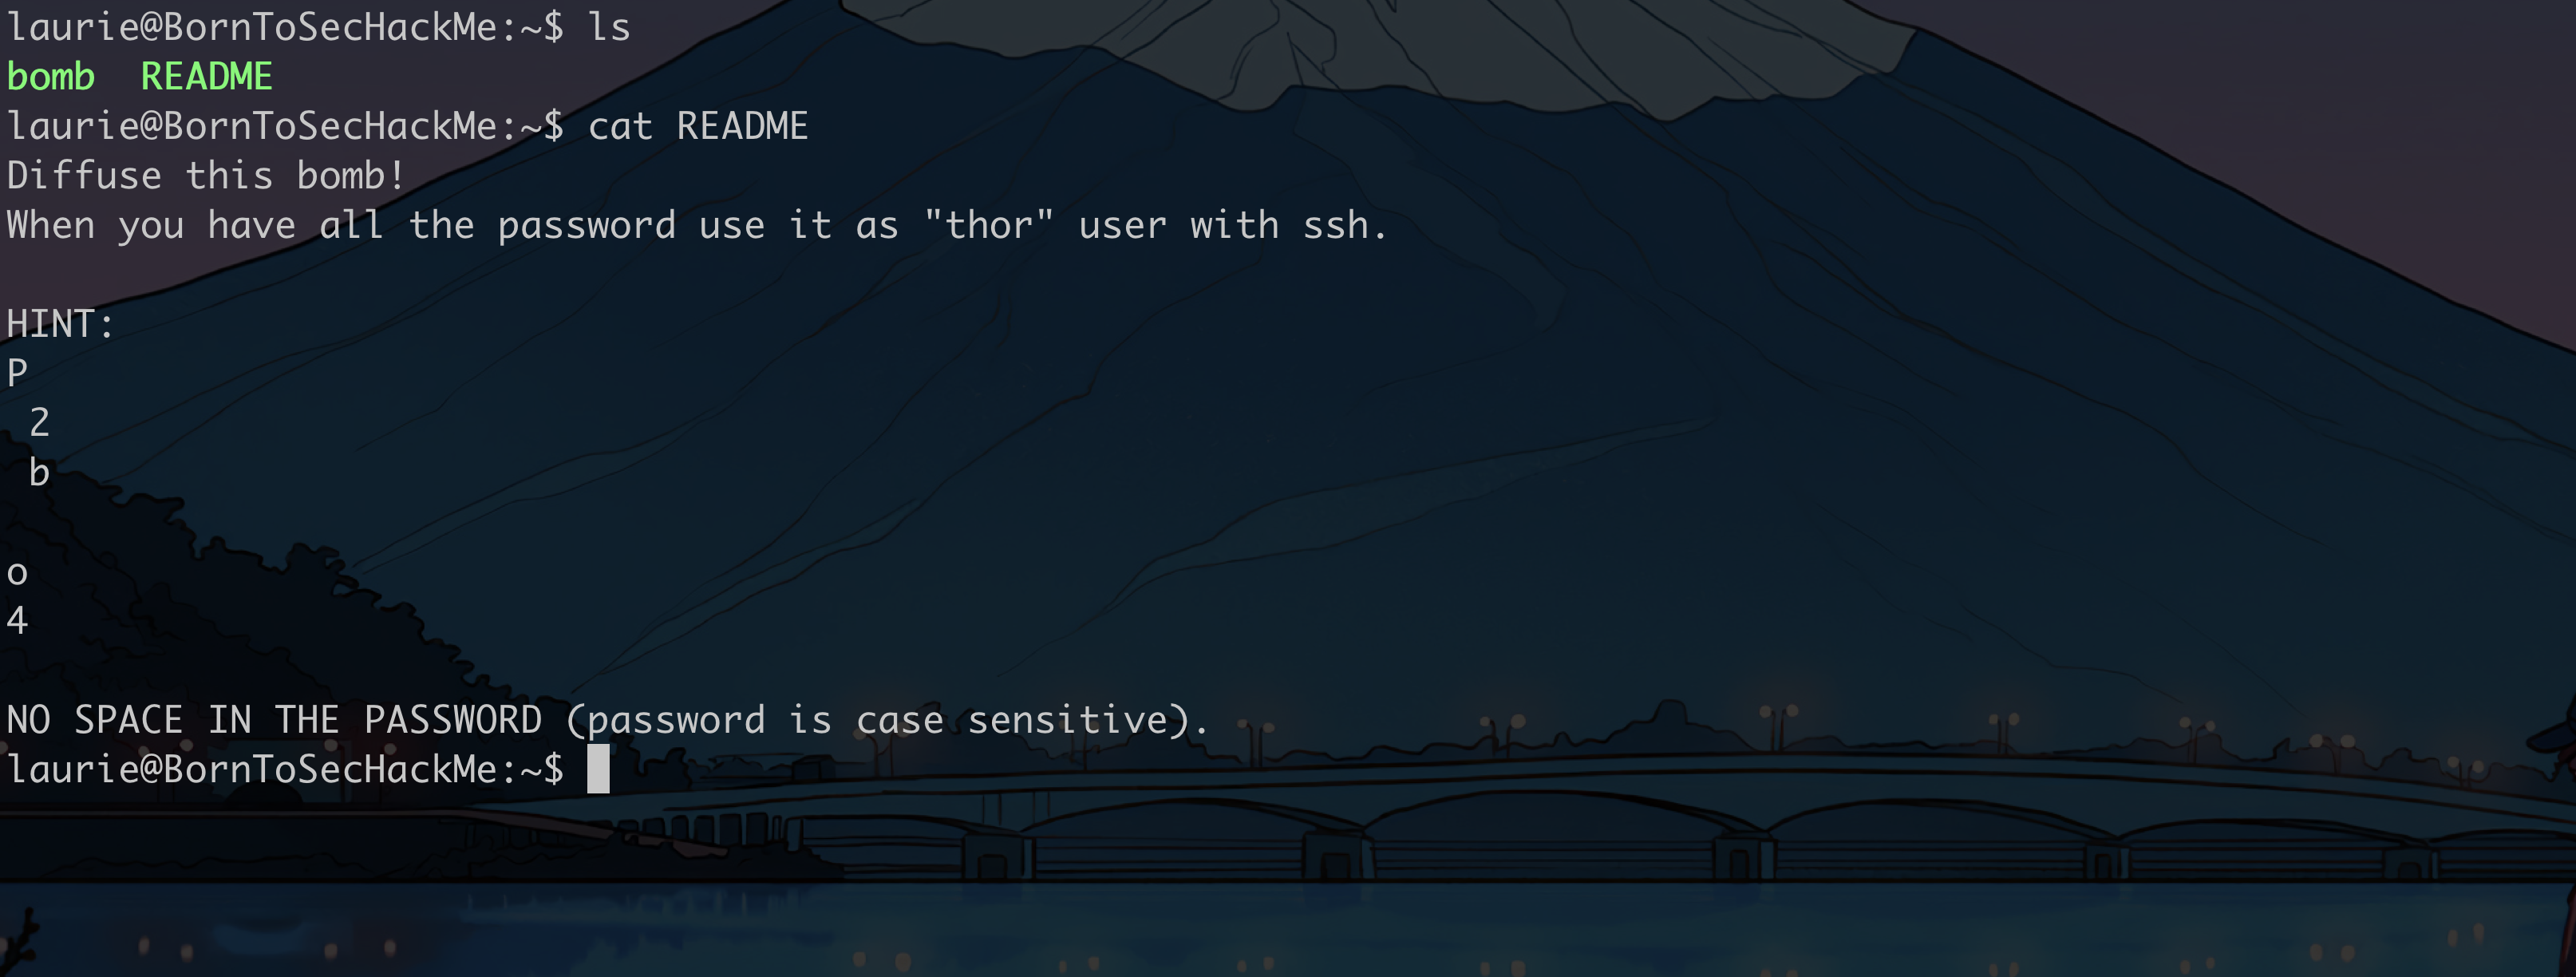 laurie@BornToSecHackMe:~$ ls
bomb  README
laurie@BornToSecHackMe:~$ cat README
Diffuse this bomb!
When you have all the password use it as "thor" user with ssh.

HINT:
P
 2
 b

o
4

NO SPACE IN THE PASSWORD (password is case sensitive).
laurie@BornToSecHackMe:~$